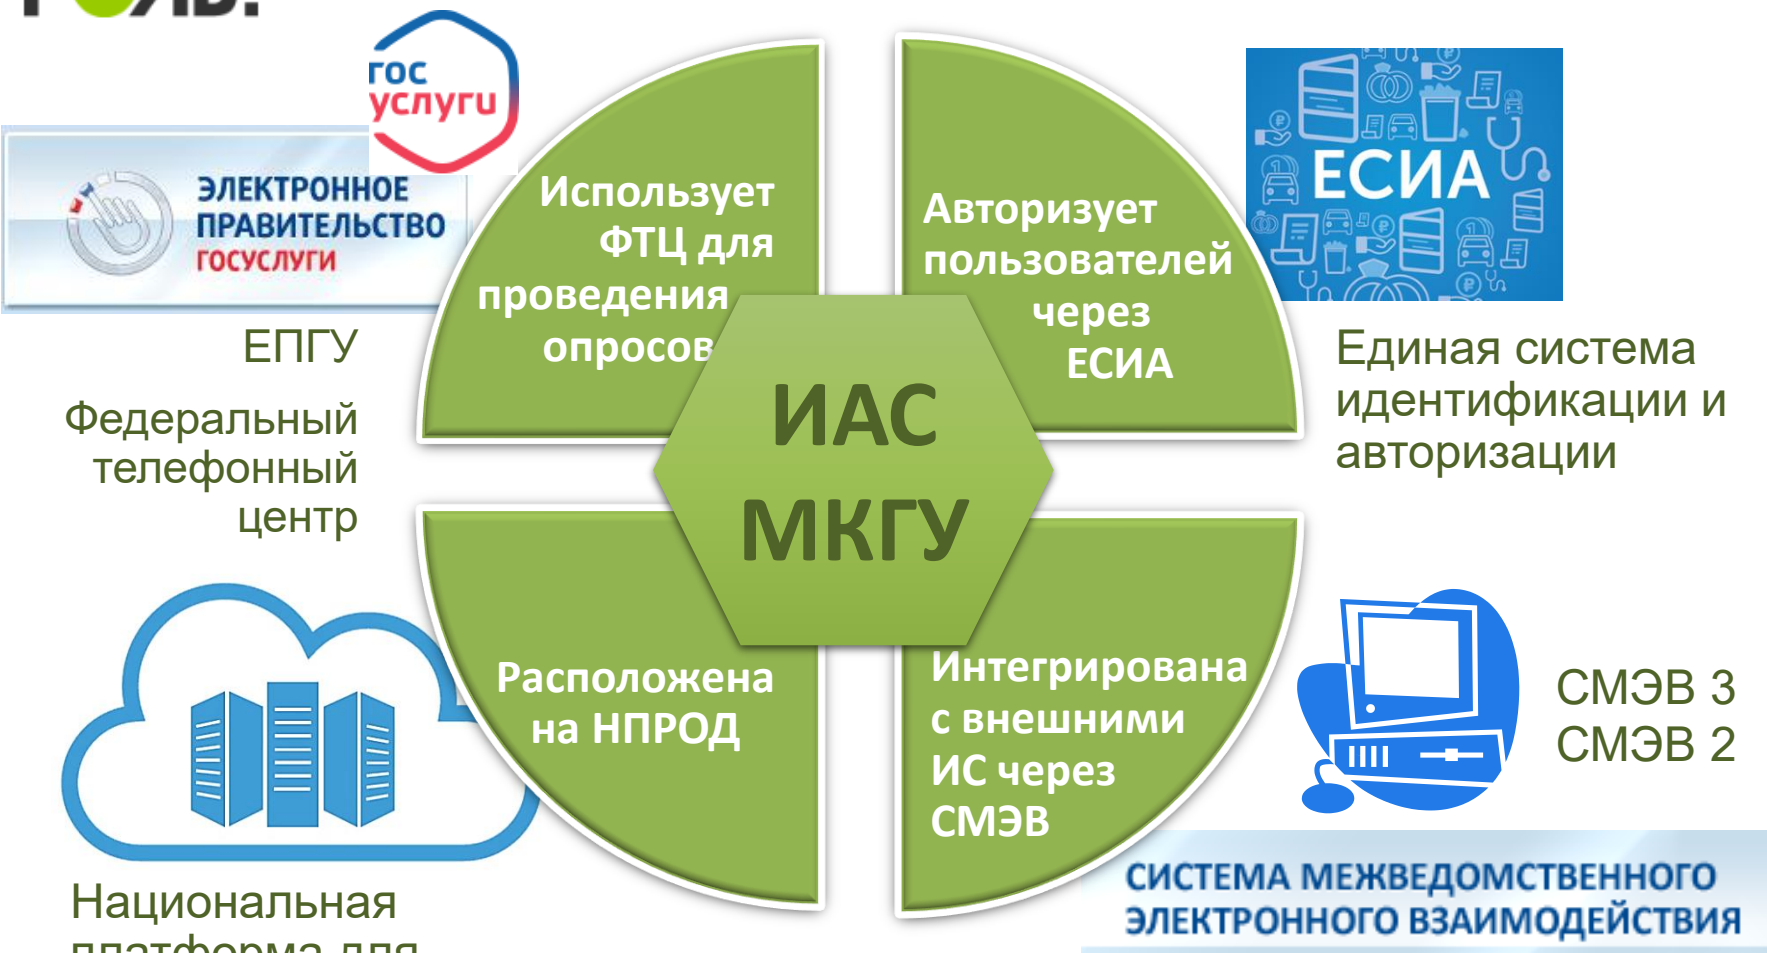 гос
услуги
ЭЛЕКТРОННОЕ
ПРАВИТЕЛЬСТВО
ГОСУСЛУГИ
ЕПГУ
Федеральный
телефонный
центр
Использует
ФТЦ для
проведения
опросов
Авторизует
пользователей
через
ЕСИА
ЕСИА
Единая система
идентификации и
авторизации
ИАС
МКГУ
Расположена
на НПРОД
Интегрирована
с внешними
ИС через
СМЭВ
СМЭВ 3
СМЭВ 2
Национальная
платформа для
СИСТЕМА МЕЖВЕДОМСТВЕННОГО
ЭЛЕКТРОННОГО ВЗАИМОДЕЙСТВИЯ